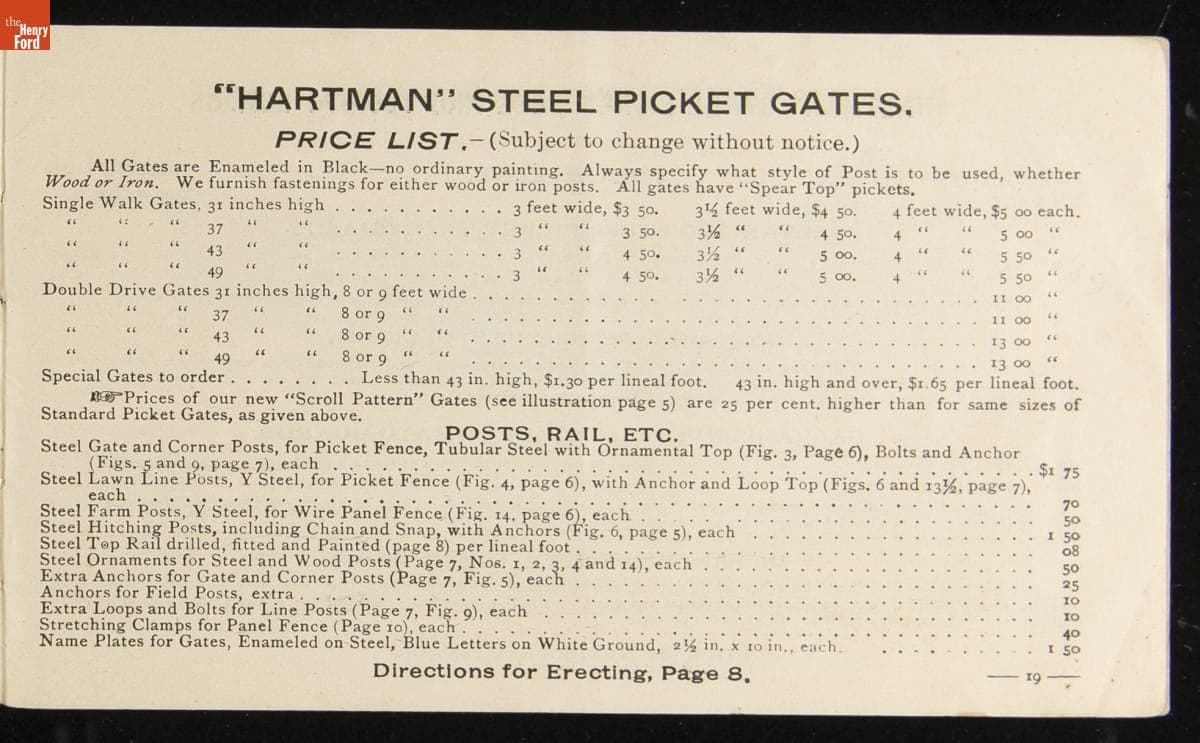 the
Henry
Ford
"HARTMAN" STEEL PICKET GATES.
PRICE LIST.—(Subject to change without notice.)
All Gates are Enameled in Black—no ordinary painting. Always specify what style of Post is to be used, whether
Wood or Iron. We furnish fastenings for either wood or iron posts. All gates have "Spear Top" pickets.
Single Walk Gates, 31 inches high . . . . . . . . . . . 3 feet wide, $3 50. 3½ feet wide, $4 50. 4 feet wide, $5 00 each.
" " " 37 " " . . . . . . . . . . . 3 " " 3 50. 3½ " " 4 50. 4 " " 5 00 "
" " " 43 " " . . . . . . . . . . . 3 " " 4 50. 3½ " " 5 00. 4 " " 5 50 "
" " " 49 " " . . . . . . . . . . . 3 " " 4 50. 3½ " " 5 00. 4 " " 5 50 "
Double Drive Gates 31 inches high, 8 or 9 feet wide . . . . . . . . . . . . 11 00 "
" " " 37 " " 8 or 9 " " . . . . . . . . . . . . 11 00 "
" " " 43 " " 8 or 9 " " . . . . . . . . . . . . 13 00 "
" " " 49 " " 8 or 9 " " . . . . . . . . . . . . 13 00 "
Special Gates to order . . . . . . . . Less than 43 in. high, $1.30 per lineal foot. 43 in. high and over, $1.65 per lineal foot.
☞Prices of our new "Scroll Pattern" Gates (see illustration page 5) are 25 per cent. higher than for same sizes of
Standard Picket Gates, as given above.
POSTS, RAIL, ETC.
Steel Gate and Corner Posts, for Picket Fence, Tubular Steel with Ornamental Top (Fig. 3, Page 6), Bolts and Anchor
(Figs. 5 and 9, page 7), each . . . . . . . . . . . . $1 75
Steel Lawn Line Posts, Y Steel, for Picket Fence (Fig. 4, page 6), with Anchor and Loop Top (Figs. 6 and 13½, page 7),
each . . . . . . . . . . . . 70
Steel Farm Posts, Y Steel, for Wire Panel Fence (Fig. 14, page 6), each . . . . . . . . . . . . 50
Steel Hitching Posts, including Chain and Snap, with Anchors (Fig. 6, page 5), each . . . . . . . . . . . . 1 50
Steel Top Rail drilled, fitted and Painted (page 8) per lineal foot . . . . . . . . . . . . 08
Steel Ornaments for Steel and Wood Posts (Page 7, Nos. 1, 2, 3, 4 and 14), each . . . . . . . . . . . . 50
Extra Anchors for Gate and Corner Posts (Page 7, Fig. 5), each . . . . . . . . . . . . 25
Anchors for Field Posts, extra . . . . . . . . . . . . 10
Extra Loops and Bolts for Line Posts (Page 7, Fig. 9), each . . . . . . . . . . . . 10
Stretching Clamps for Panel Fence (Page 10), each . . . . . . . . . . . . 40
Name Plates for Gates, Enameled on Steel, Blue Letters on White Ground, 2½ in. x 10 in., each. . . . . . . . . . . 1 50
Directions for Erecting, Page 8.
— 19 —